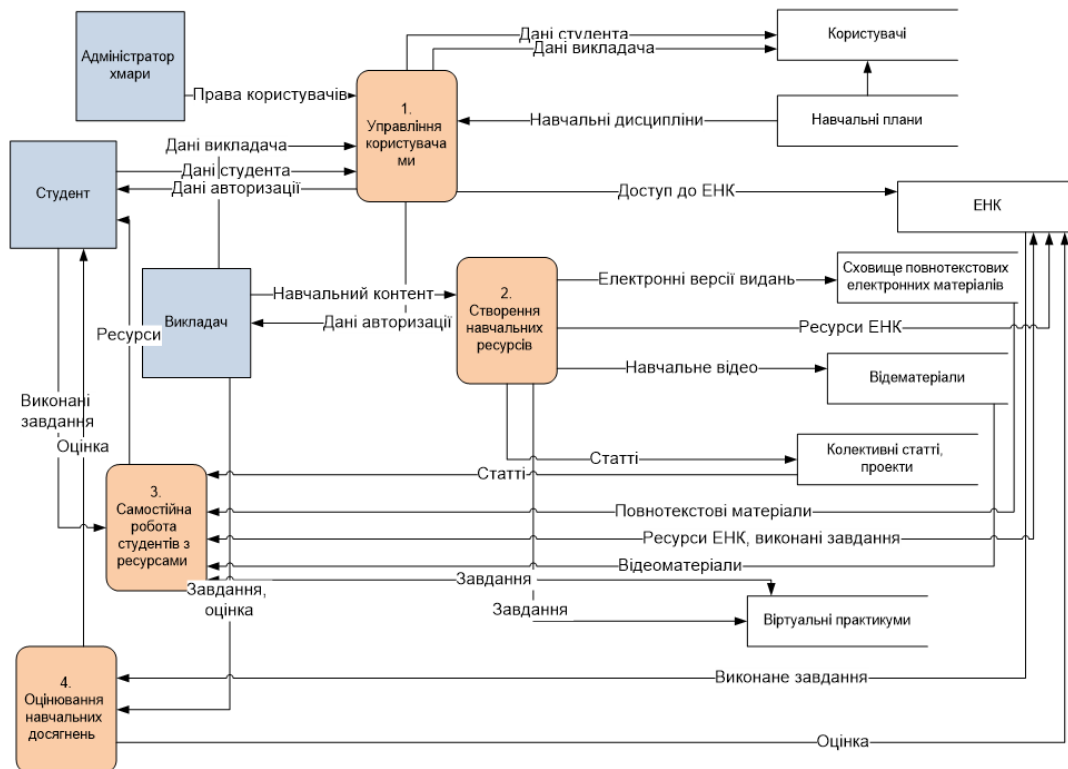 Адміністратор
хмари
Дані студента
Дані викладача
Користувачі
Права користувачів
1.
Управління
користувача
ми
Навчальні дисципліни
Навчальні плани
Дані викладача
Дані студента
Дані авторизації
Студент
Доступ до ЕНК
ЕНК
Викладач
Навчальний контент
Дані авторизації
2.
Створення
навчальних
ресурсів
Електронні версії видань
Сховище повнотекстових
електронних матеріалів
Ресурси
Ресурси ЕНК
Навчальне відео
Відематеріали
Виконані
завдання
Оцінка
Статті
Колективні статті,
проекти
Статті
3.
Самостійна
робота
студентів з
ресурсами
Повнотекстові матеріали
Ресурси ЕНК, виконані завдання
Відеоматеріали
Завдання,
оцінка
Завдання
Завдання
Віртуальні практикуми
4.
Оцінювання
навчальних
досягнень
Виконане завдання
Оцінка